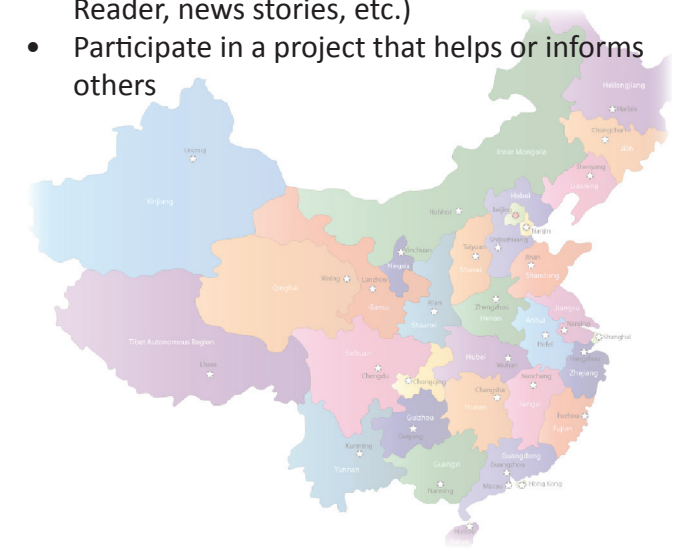 Reader, news stories, etc.)
• Participate in a project that helps or informs
others
Heilongjiang
Harbin
Changchun
Jilin
Urumqi
Inner Mongolia
Shenyang
Liaoning
Xinjiang
Hebei
Hohhot
Beijing
Tianjin
Yinchuan
Taiyuan
Ningxia
Shanxi
Shandong
Xining
Lanzhou
Qinghai
Gansu
Zhengzhou
Henan
Jiangsu
Xi'an
Shaanxi
Anhui
Nanjing
Hefei
Shanghai
Tibet Autonomous Region
Sichuan
Hubei
Wuhan
Hangzhou
Lhasa
Chengdu
Chongqing
Zhejiang
Nanchang
Changsha
Hunan
Jiangxi
Guizhou
Fuzhou
Fujian
Guiyang
Kunming
Guangdong
Yunnan
Guangxi
Guangzhou
Nanning
Macau
Hong Kong